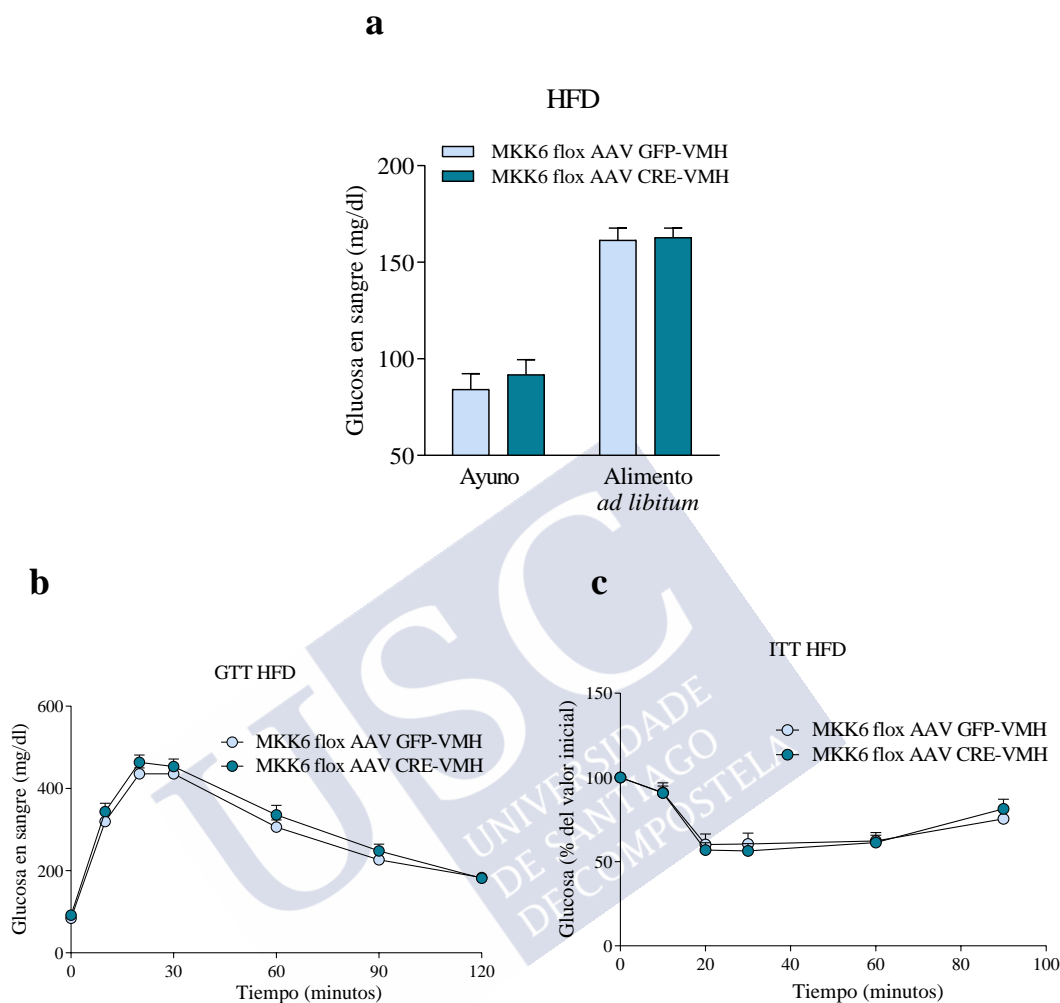 a
HFD
MKK6 flox AAV GFP-VMH
MKK6 flox AAV CRE-VMH
Glucosa en sangre (mg/dl)
200
150
100
50
Ayuno
Alimento
ad libitum
b
GTT HFD
MKK6 flox AAV GFP-VMH
MKK6 flox AAV CRE-VMH
Glucosa en sangre (mg/dl)
600
400
200
0
0 30 60 90 120
Tiempo (minutos)
c
ITT HFD
MKK6 flox AAV GFP-VMH
MKK6 flox AAV CRE-VMH
Glucosa (% del valor inicial)
150
100
50
0
0 20 40 60 80 100
Tiempo (minutos)
USC
UNIVERSIDADE
DE SANTIAGO
DE COMPOSTELA